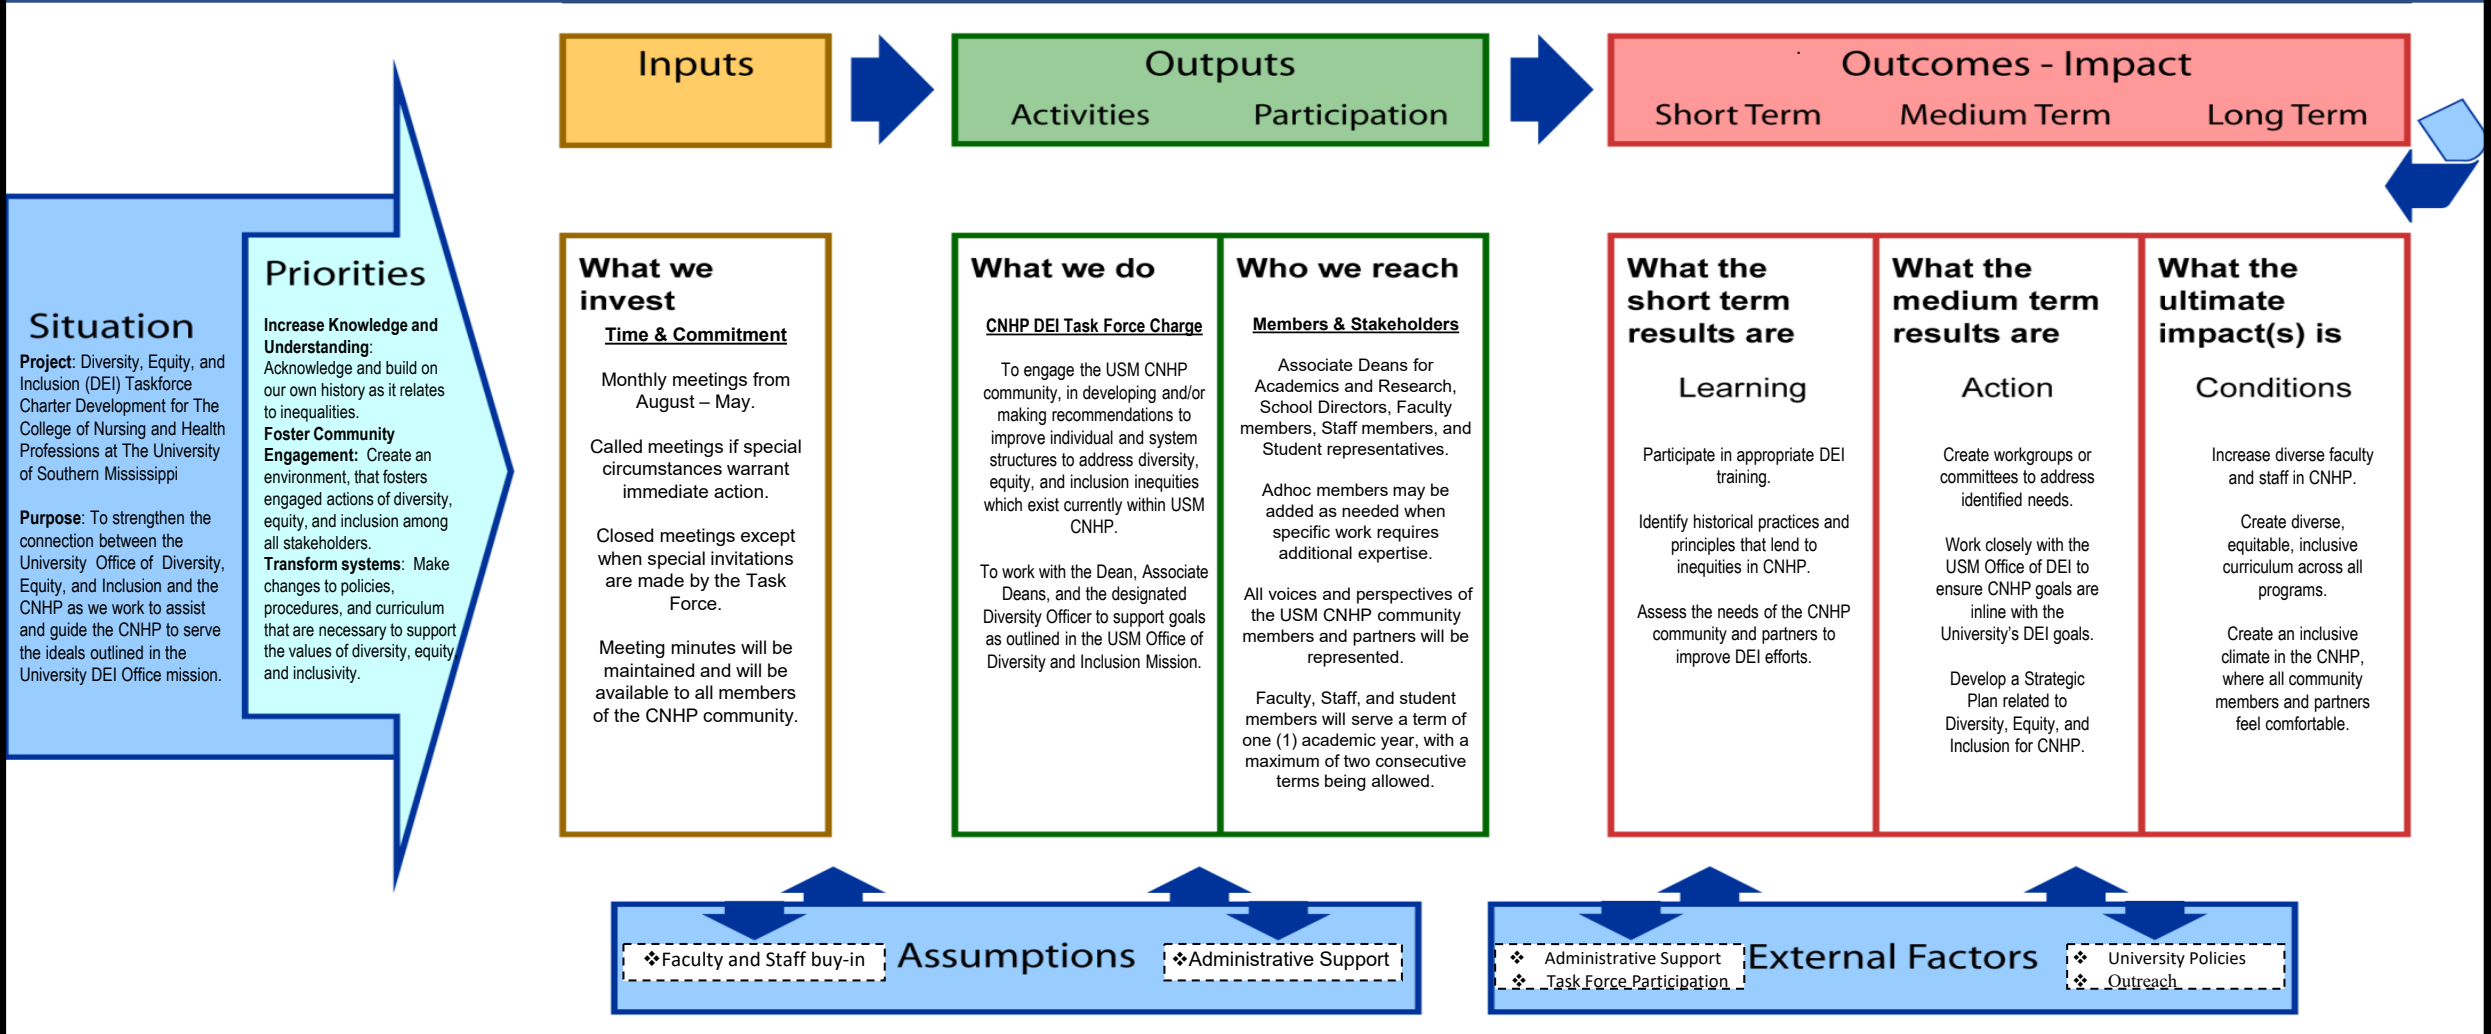 Inputs
Outputs
Activities Participation
Outcomes - Impact
Short Term Medium Term Long Term
Situation
Project: Diversity, Equity, and
Inclusion (DEI) Taskforce
Charter Development for The
College of Nursing and Health
Professions at The University
of Southern Mississippi
Purpose: To strengthen the
connection between the
University Office of Diversity,
Equity, and Inclusion and the
CNHP as we work to assist
and guide the CNHP to serve
the ideals outlined in the
University DEI Office mission.
Priorities
Increase Knowledge and
Understanding:
Acknowledge and build on
our own history as it relates
to inequalities.
Foster Community
Engagement: Create an
environment, that fosters
engaged actions of diversity,
equity, and inclusion among
all stakeholders.
Transform systems: Make
changes to policies,
procedures, and curriculum
that are necessary to support
the values of diversity, equity,
and inclusivity.
What we
invest
Time & Commitment
Monthly meetings from
August – May.
Called meetings if special
circumstances warrant
immediate action.
Closed meetings except
when special invitations
are made by the Task
Force.
Meeting minutes will be
maintained and will be
available to all members
of the CNHP community.
What we do
CNHP DEI Task Force Charge
To engage the USM CNHP
community, in developing and/or
making recommendations to
improve individual and system
structures to address diversity,
equity, and inclusion inequities
which exist currently within USM
CNHP.
To work with the Dean, Associate
Deans, and the designated
Diversity Officer to support goals
as outlined in the USM Office of
Diversity and Inclusion Mission.
Who we reach
Members & Stakeholders
Associate Deans for
Academics and Research,
School Directors, Faculty
members, Staff members, and
Student representatives.
Adhoc members may be
added as needed when
specific work requires
additional expertise.
All voices and perspectives of
the USM CNHP community
members and partners will be
represented.
Faculty, Staff, and student
members will serve a term of
one (1) academic year, with a
maximum of two consecutive
terms being allowed.
What the
short term
results are
Learning
Participate in appropriate DEI
training.
Identify historical practices and
principles that lend to
inequities in CNHP.
Assess the needs of the CNHP
community and partners to
improve DEI efforts.
What the
medium term
results are
Action
Create workgroups or
committees to address
identified needs.
Work closely with the
USM Office of DEI to
ensure CNHP goals are
inline with the
University's DEI goals.
Develop a Strategic
Plan related to
Diversity, Equity, and
Inclusion for CNHP.
What the
ultimate
impact(s) is
Conditions
Increase diverse faculty
and staff in CNHP.
Create diverse,
equitable, inclusive
curriculum across all
programs.
Create an inclusive
climate in the CNHP,
where all community
members and partners
feel comfortable.
❖Faculty and Staff buy-in
Assumptions
❖Administrative Support
❖ Administrative Support
❖ Task Force Participation
External Factors
❖ University Policies
❖ Outreach